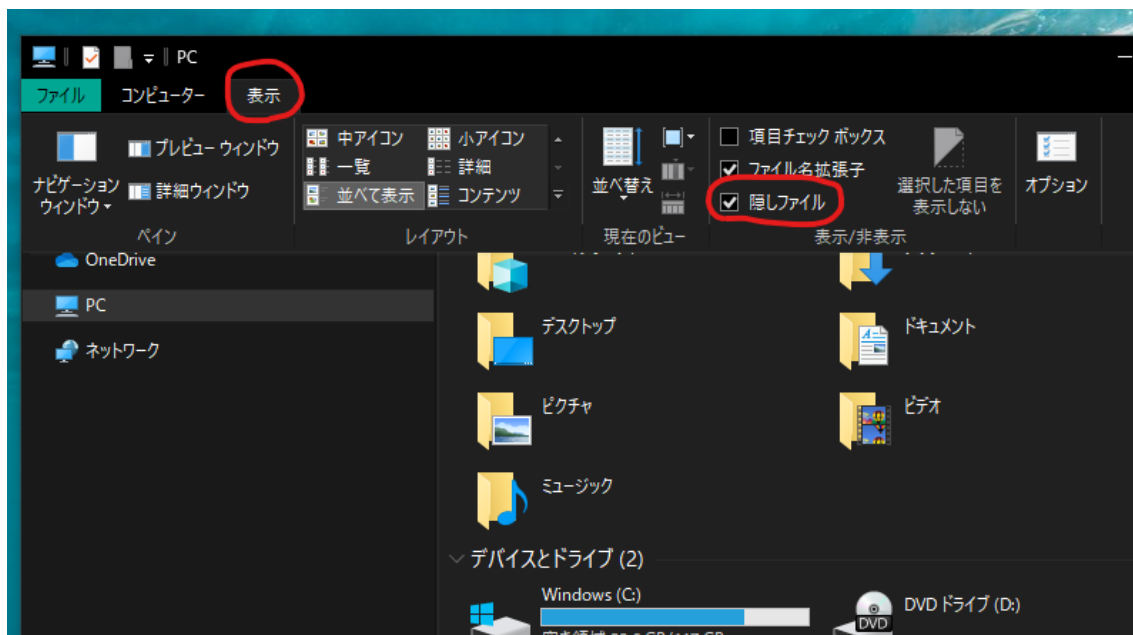 PC
ファイル コンピューター 表示
ナビゲーション
ウィンドウ
プレビュー ウィンドウ
詳細ウィンドウ
ペイン
中アイコン 小アイコン
一覧 詳細
並べて表示 コンテンツ
レイアウト
並べ替え
現在のビュー
項目チェック ボックス
ファイル名拡張子
隠しファイル
選択した項目を
表示しない
表示/非表示
オプション
OneDrive
PC
ネットワーク
デスクトップ
ドキュメント
ピクチャ
ビデオ
ミュージック
デバイスとドライブ (2)
Windows (C:)
DVD ドライブ (D:)
DVD